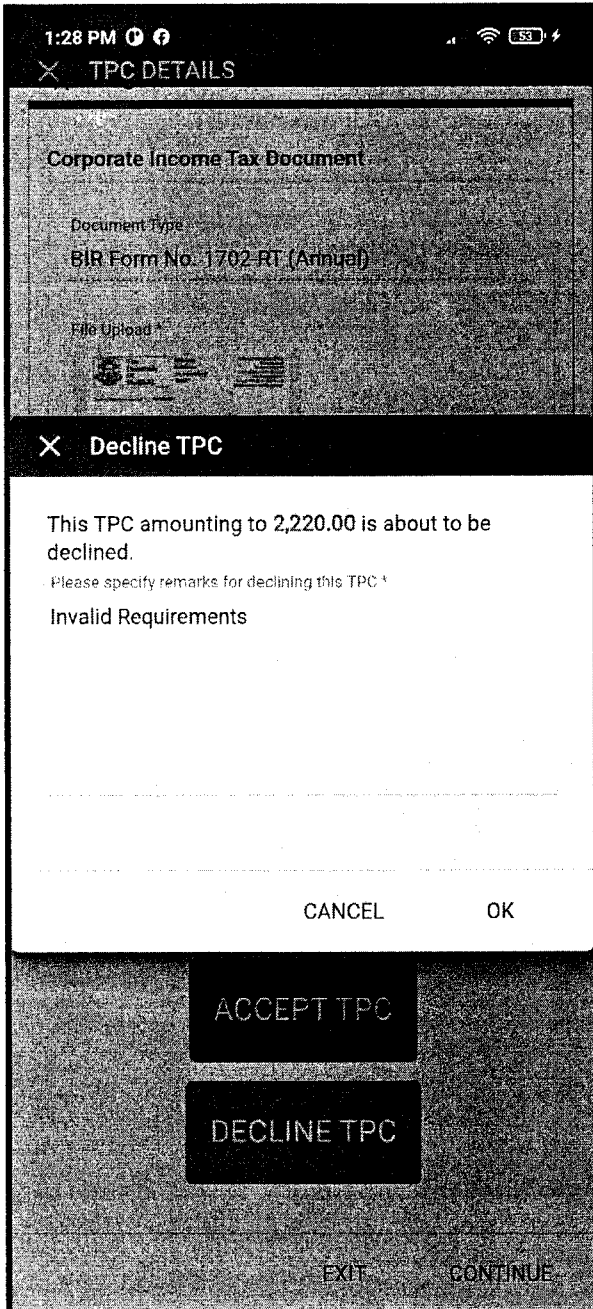 1:28 PM
53
TPC DETAILS
Corporate Income Tax Document
Document Type
BIR Form No. 1702-RT (Annual)
File Upload *
Decline TPC
This TPC amounting to 2,220.00 is about to be
declined.
Please specify remarks for declining this TPC *
Invalid Requirements
CANCEL OK
ACCEPT TPC
DECLINE TPC
EXIT CONTINUE